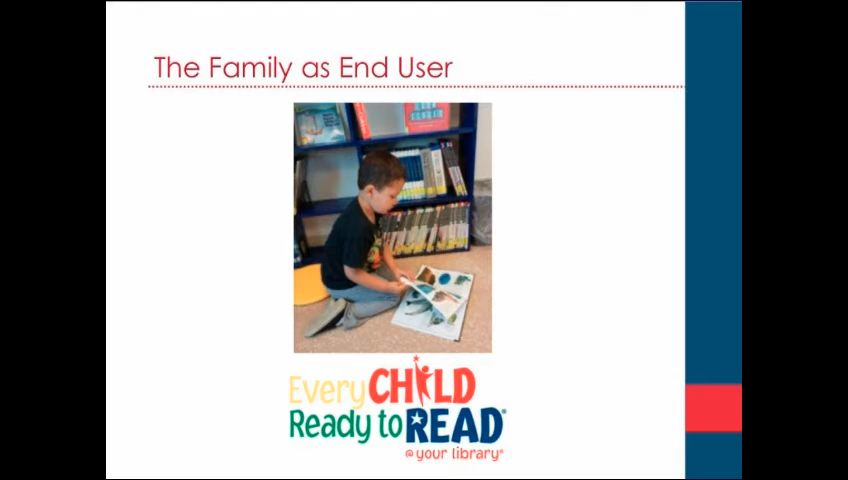 The Family as End User
Every CHILD
Ready to READ®
@ your library®